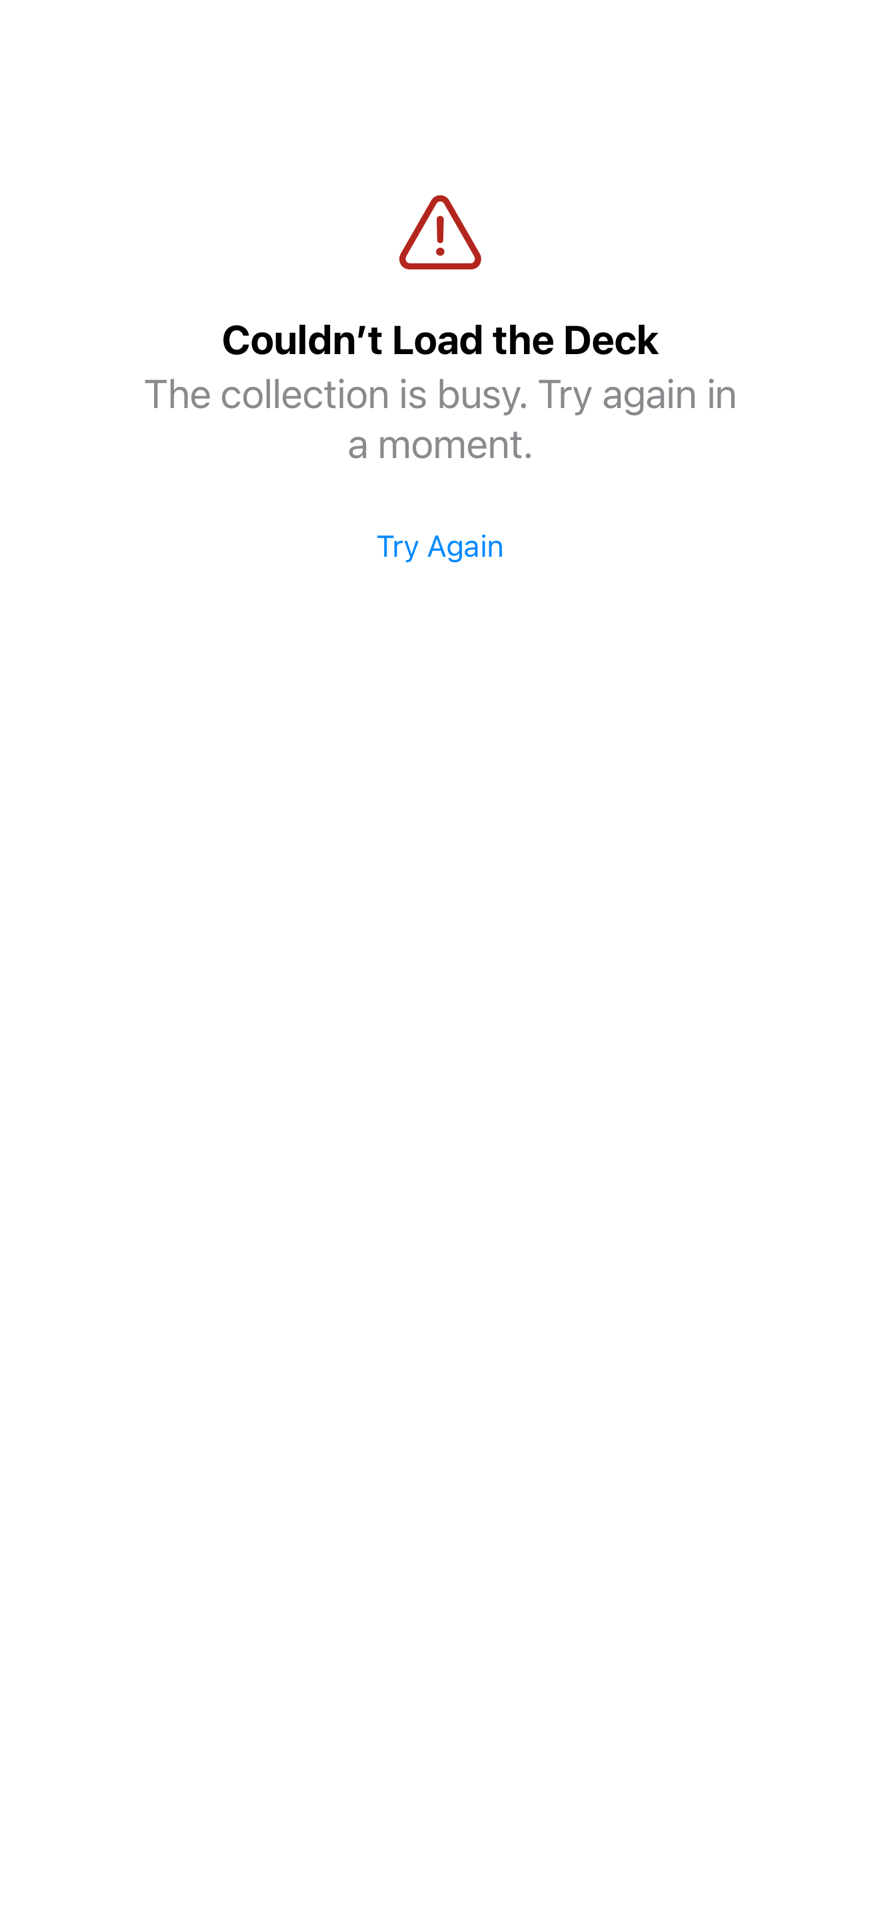 Couldn’t Load the Deck
The collection is busy. Try again in
a moment.
Try Again